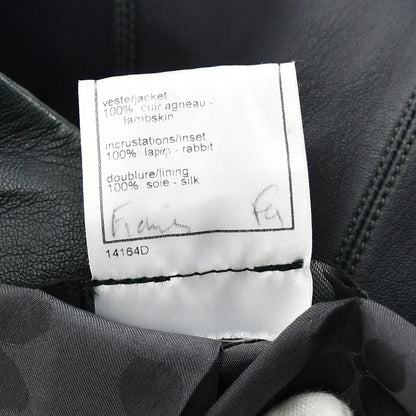 veste/jacket
100% cuir agneau -
lambskin
incrustations/inset
100% lapin - rabbit
doublure/lining
100% soie - silk
14164D